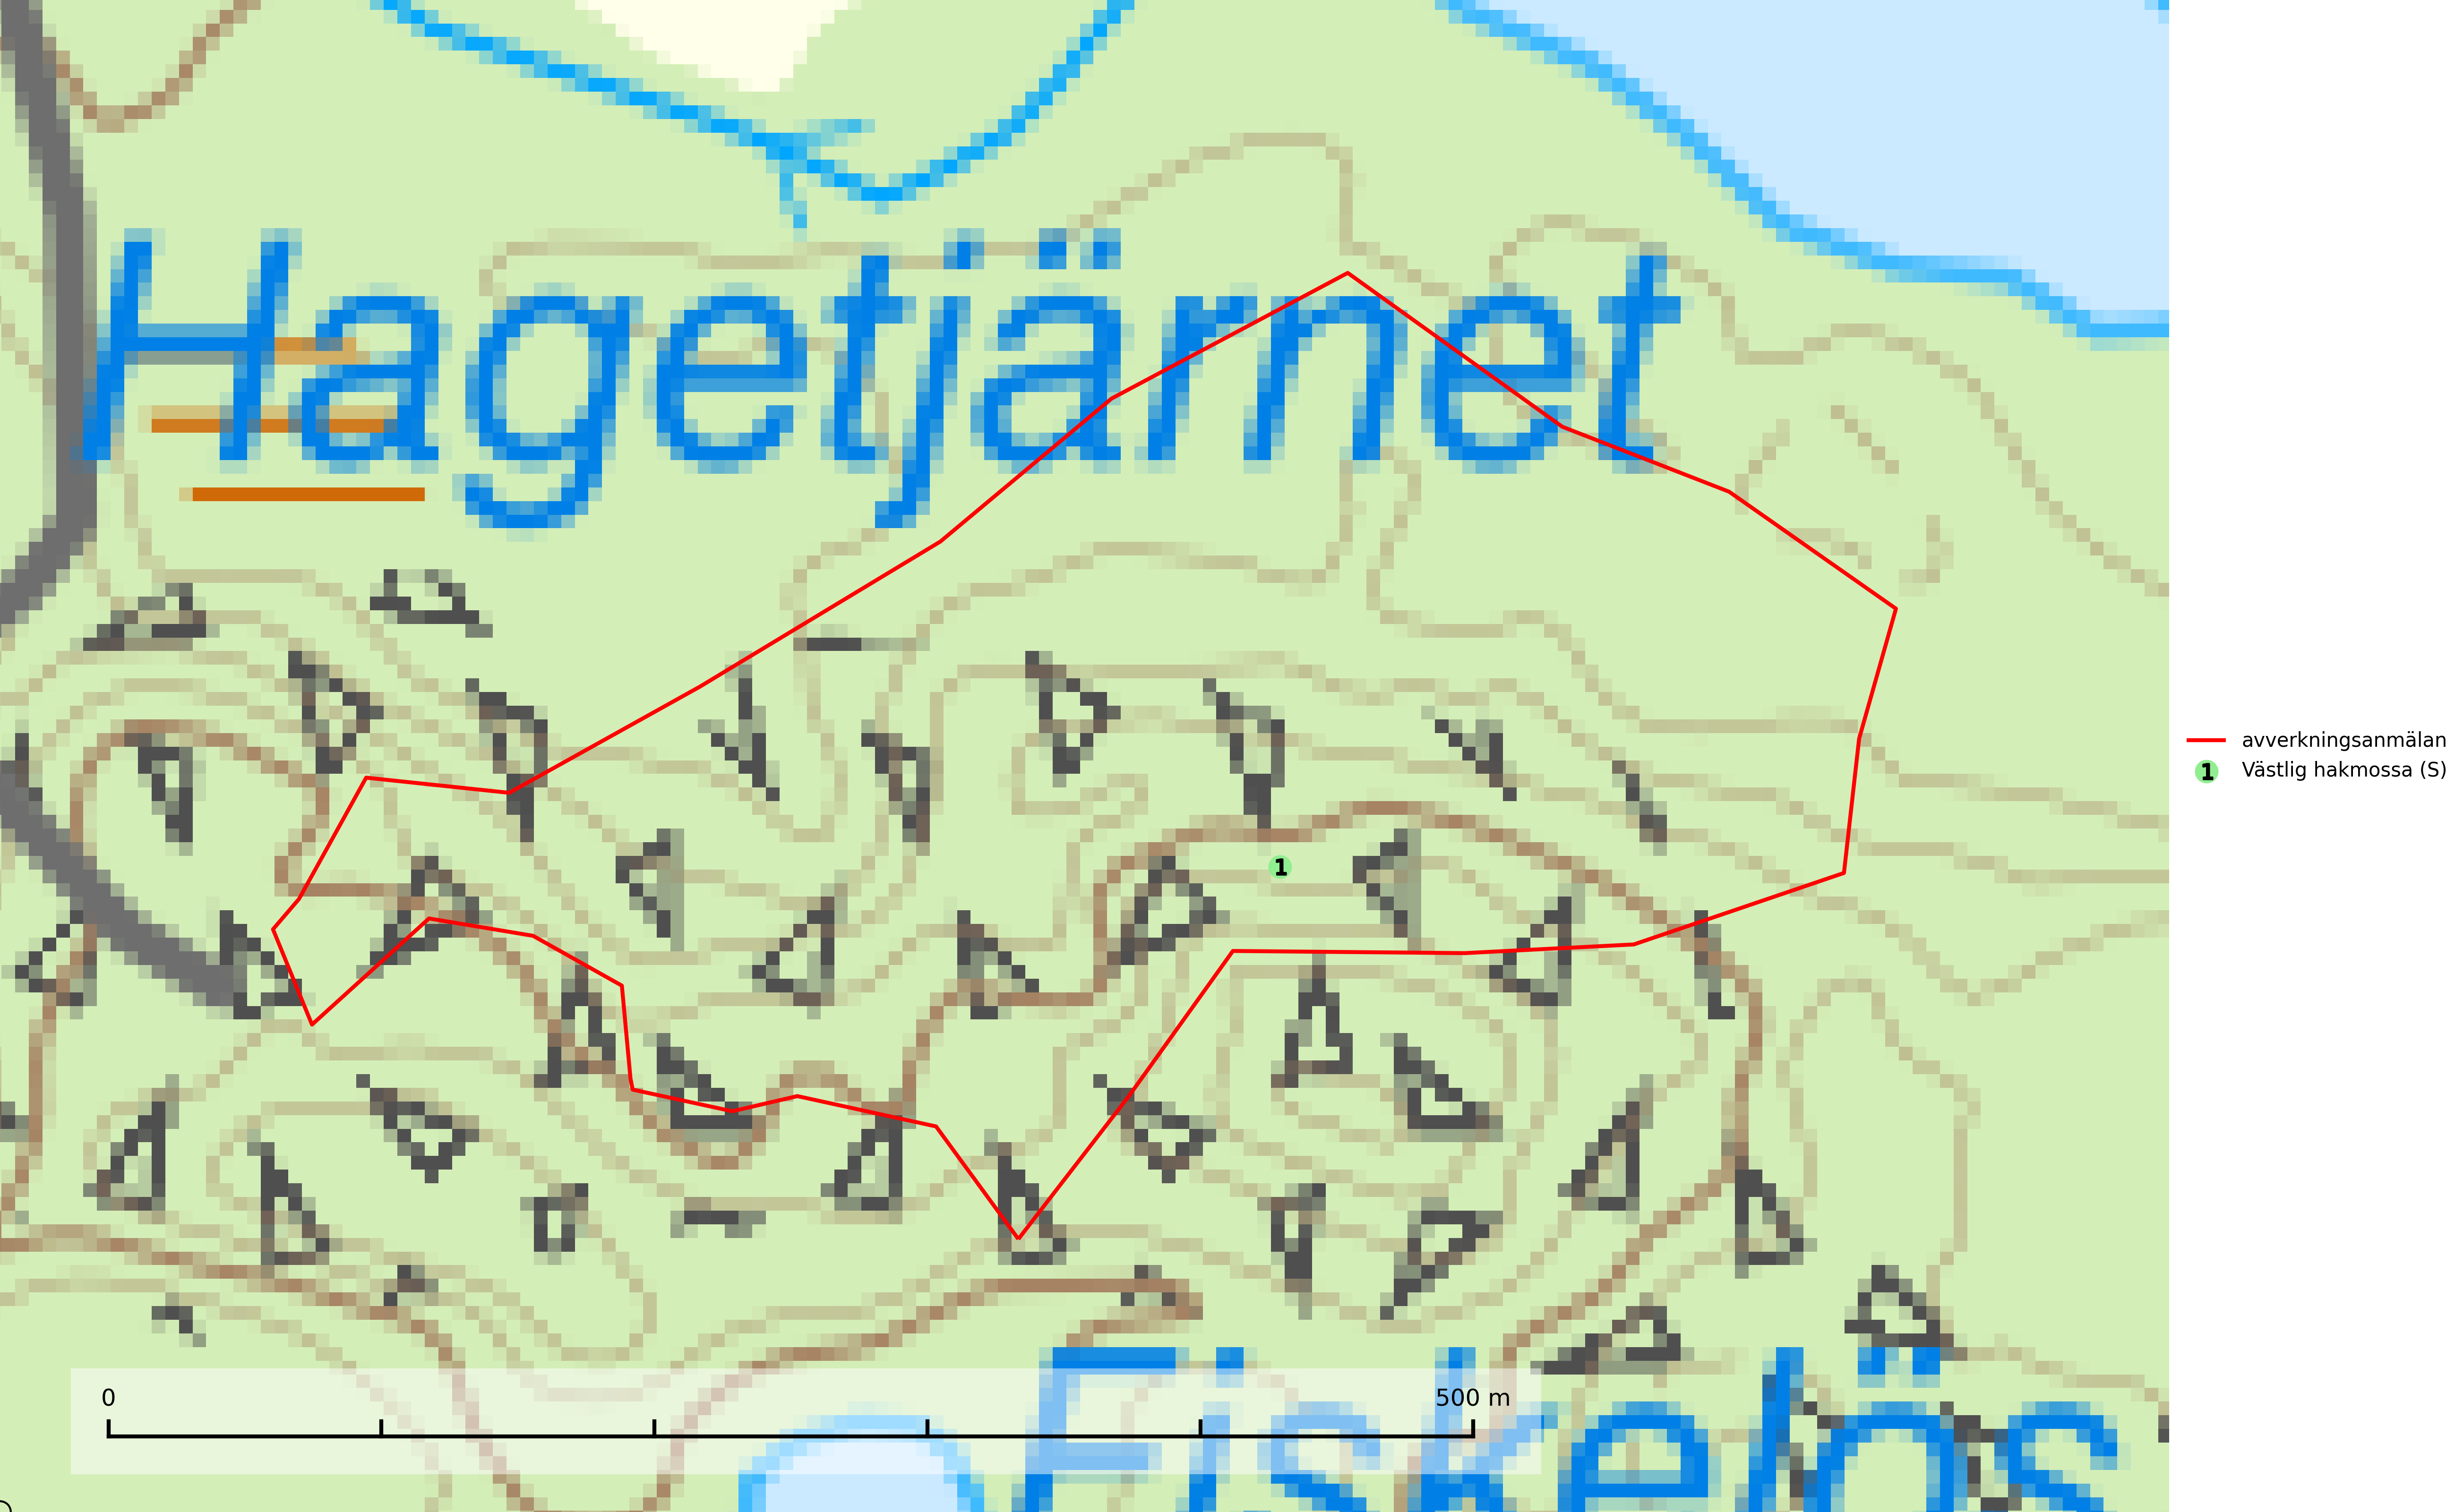 Hagetjärnet
avverkningsanmälan
1 Västlig hakmossa (S)
1
0 500 m